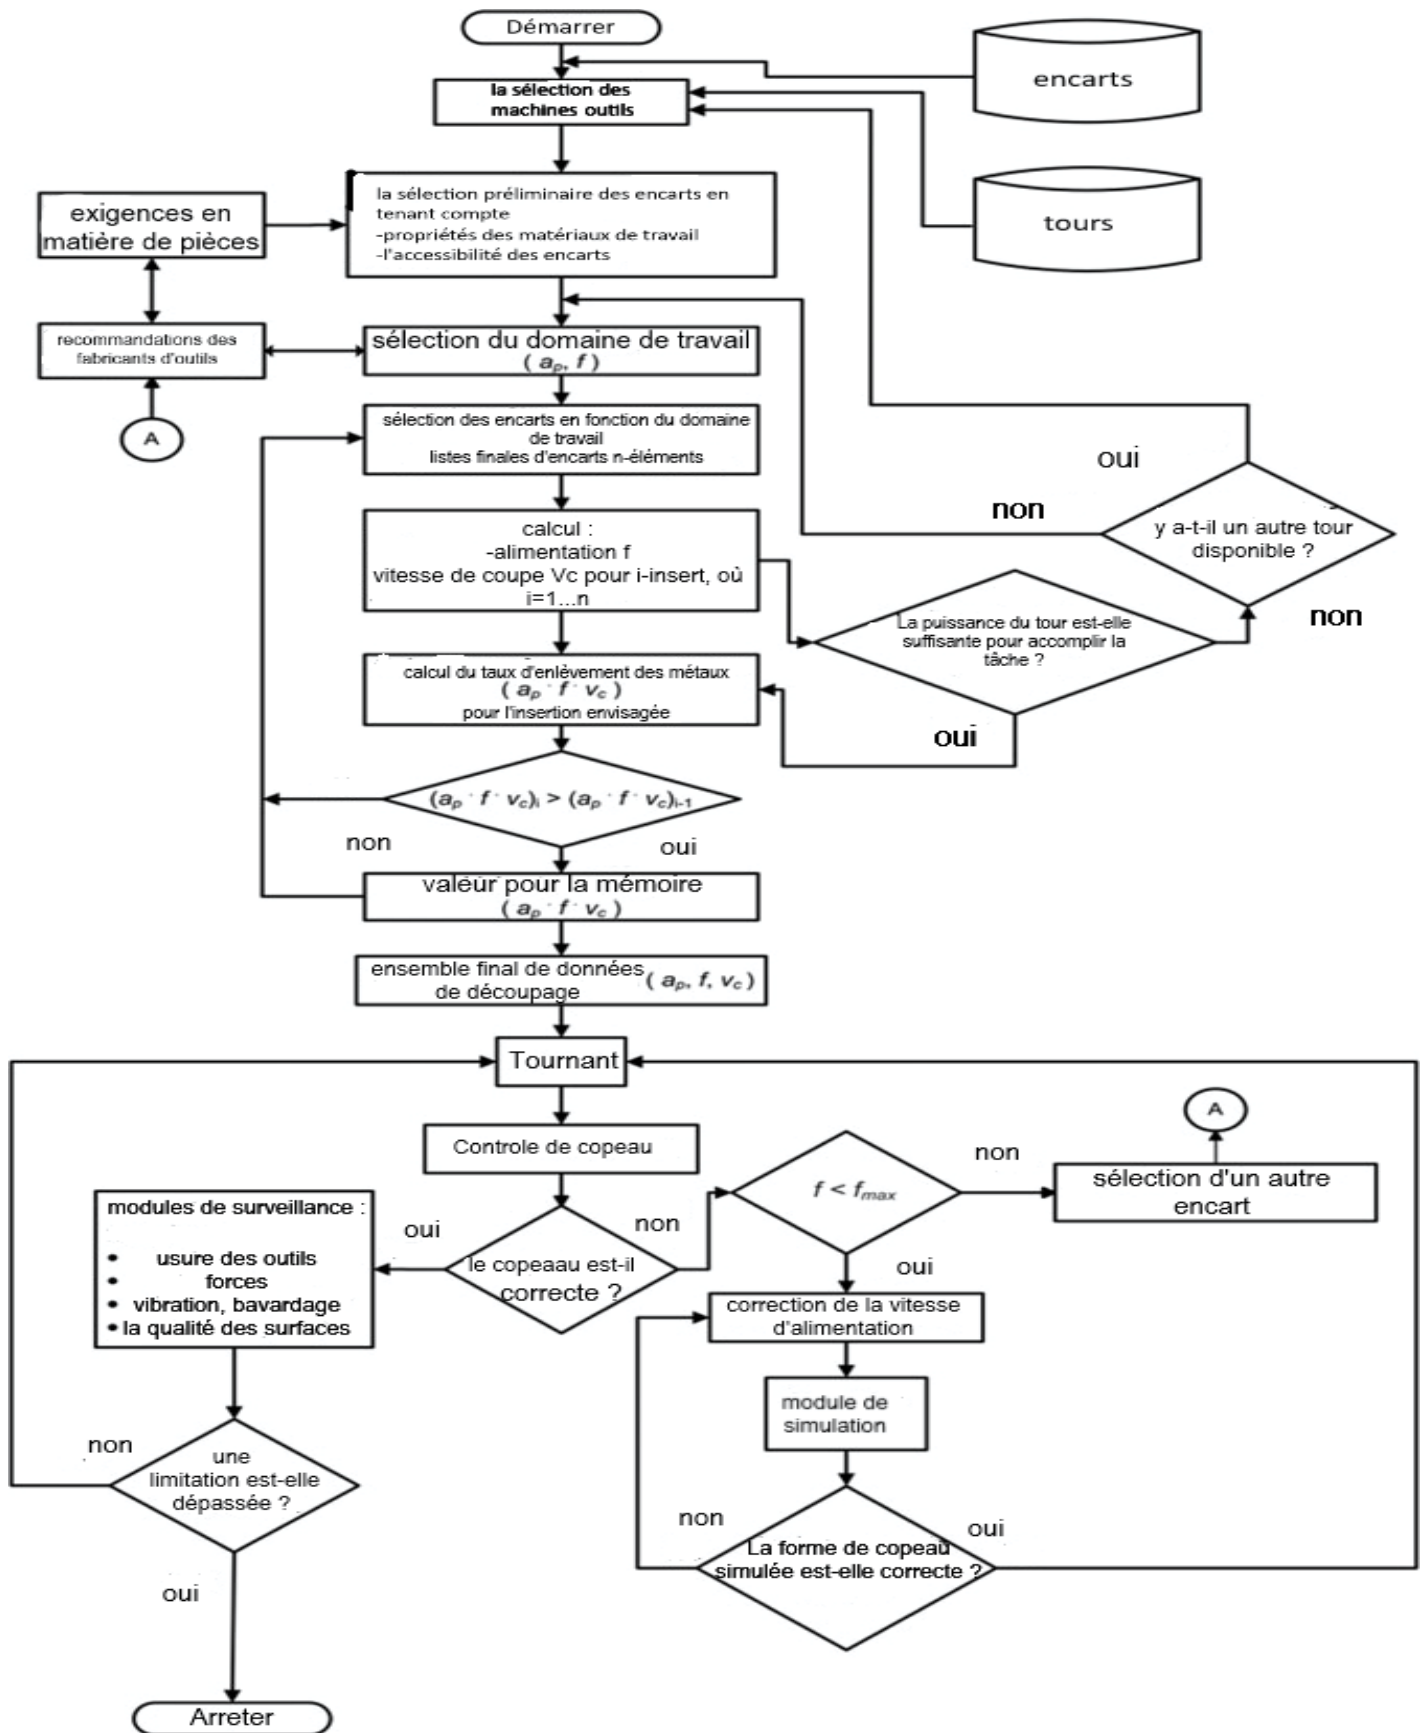 Démarrer
encarts
la sélection des
machines outils
tours
la sélection préliminaire des encarts en
tenant compte
-propriétés des matériaux de travail
-l'accessibilité des encarts
exigences en
matière de pièces
recommandations des
fabricants d'outils
A
sélection du domaine de travail
( aₚ, f )
sélection des encarts en fonction du domaine
de travail
listes finales d'encarts n-éléments
oui
non
y a-t-il un autre tour
disponible ?
calcul :
-alimentation f
vitesse de coupe Vc pour i-insert, où
i=1...n
La puissance du tour est-elle
suffisante pour accomplir la
tâche ?
non
oui
calcul du taux d'enlèvement des métaux
( aₚ · f · v_c )
pour l'insertion envisagée
(aₚ · f · v_c)ᵢ > (aₚ · f · v_c)ᵢ₋₁
non
oui
valeur pour la mémoire
( aₚ · f · v_c )
ensemble final de données
de découpage
( aₚ, f, v_c )
Tournant
Controle de copeau
le copeaau est-il
correcte ?
oui
non
f < f_max
non
sélection d'un autre
encart
A
oui
correction de la vitesse
d'alimentation
module de
simulation
La forme de copeau
simulée est-elle correcte ?
non
oui
modules de surveillance :
• usure des outils
• forces
• vibration, bavardage
• la qualité des surfaces
une
limitation est-elle
dépassée ?
non
oui
Arreter